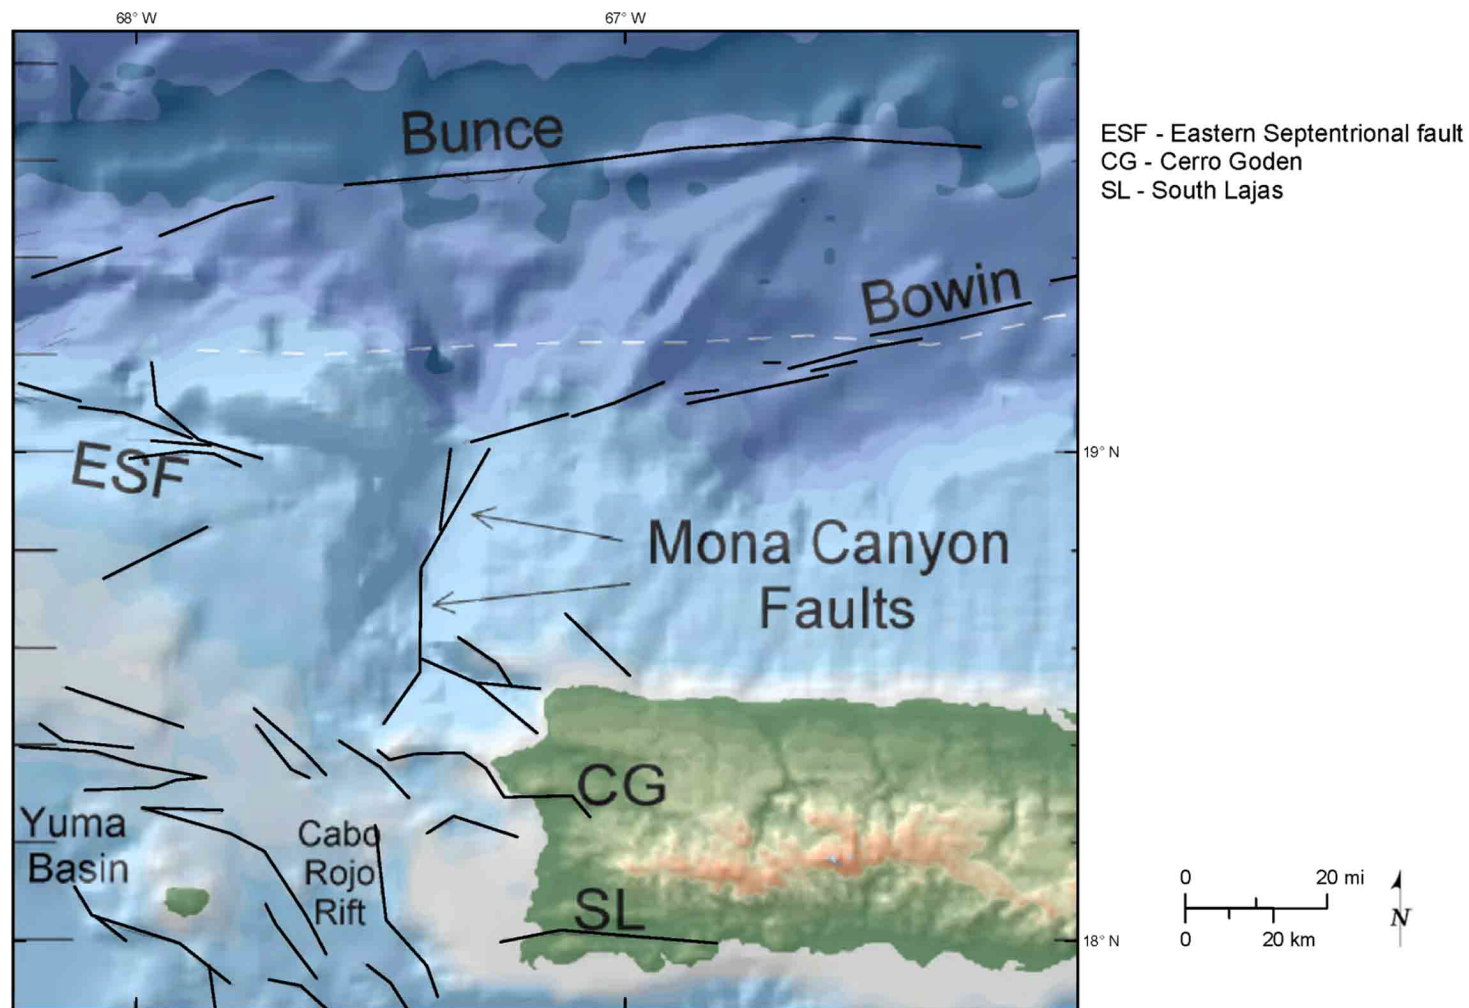 68° W
67° W
Bunce
ESF - Eastern Septentrional fault
CG - Cerro Goden
SL - South Lajas
Bowin
19° N
ESF
Mona Canyon
Faults
CG
Yuma
Basin
Cabo
Rojo
Rift
SL
18° N
0 20 mi
0 20 km
N